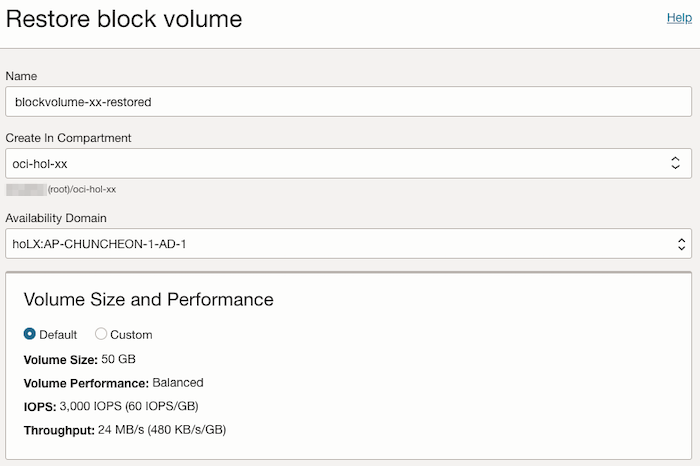 Restore block volume
Help
Name
blockvolume-xx-restored
Create In Compartment
oci-hol-xx
(root)/oci-hol-xx
Availability Domain
hoLX:AP-CHUNCHEON-1-AD-1
Volume Size and Performance
Default Custom
Volume Size: 50 GB
Volume Performance: Balanced
IOPS: 3,000 IOPS (60 IOPS/GB)
Throughput: 24 MB/s (480 KB/s/GB)